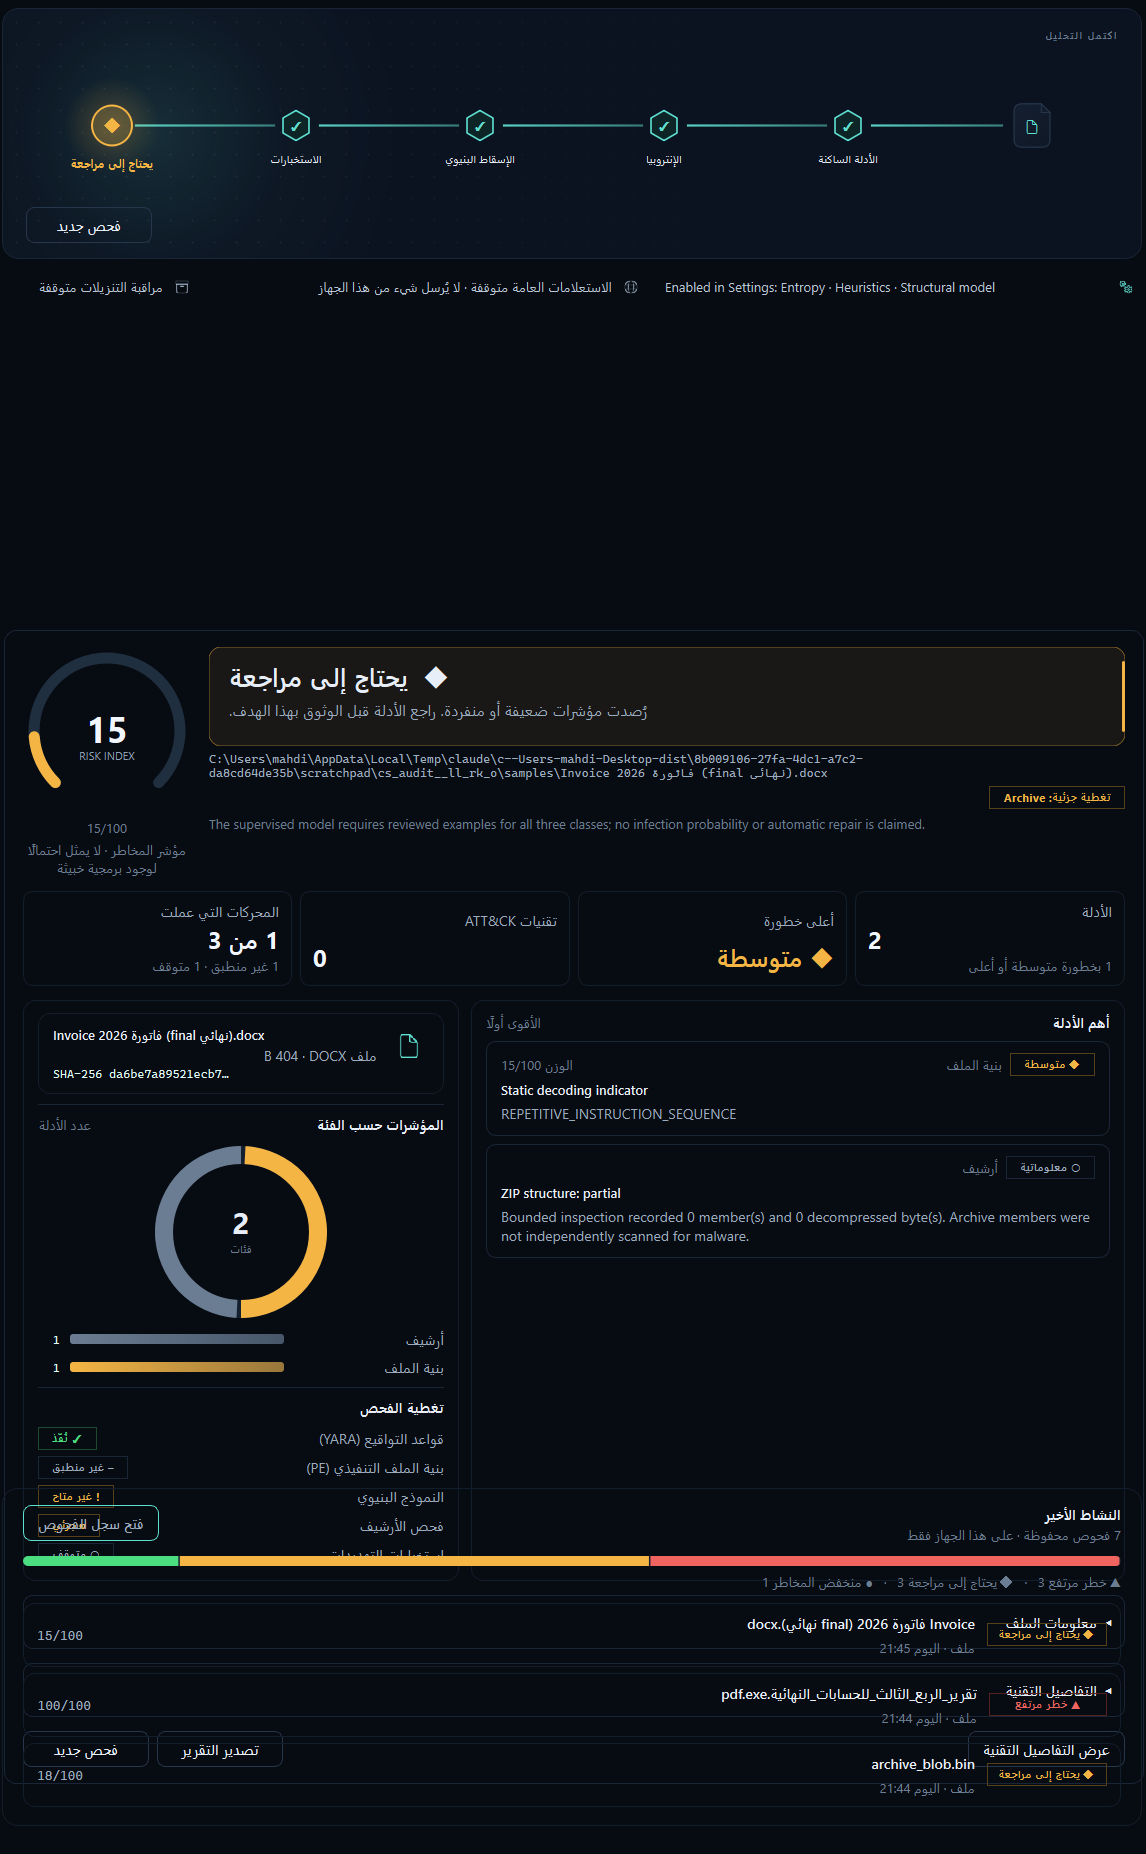 اكتمل التحليل
الأدلة الساكنة
الإنتروبيا
الإسقاط البنيوي
الاستخبارات
يحتاج إلى مراجعة
فحص جديد
Enabled in Settings: Entropy · Heuristics · Structural model
الاستعلامات العامة متوقفة · لا يُرسل شيء من هذا الجهاز
مراقبة التنزيلات متوقفة
يحتاج إلى مراجعة
رُصدت مؤشرات ضعيفة أو منفردة. راجع الأدلة قبل الوثوق بهذا الهدف.
C:\Users\mahdi\AppData\Local\Temp\claude\c--Users-mahdi-Desktop-dist\8b009106-27fa-4dc1-a7c2-
da8cd64de35b\scratchpad\cs_audit__ll_rk_o\samples\Invoice 2026 فاتورة (final نهائي).docx
تغطية جزئية: Archive
The supervised model requires reviewed examples for all three classes; no infection probability or automatic repair is claimed.
15
RISK INDEX
15/100
مؤشر المخاطر · لا يمثل احتمالًا
لوجود برمجية خبيثة
الأدلة
2
1 بخطورة متوسطة أو أعلى
أعلى خطورة
متوسطة
تقنيات ATT&CK
0
المحركات التي عملت
1 من 3
1 غير منطبق · 1 متوقف
أهم الأدلة
الأقوى أولًا
متوسطة
بنية الملف
الوزن 15/100
Static decoding indicator
REPETITIVE_INSTRUCTION_SEQUENCE
معلوماتية
أرشيف
ZIP structure: partial
Bounded inspection recorded 0 member(s) and 0 decompressed byte(s). Archive members were
not independently scanned for malware.
Invoice 2026 فاتورة (final نهائي).docx
ملف DOCX · 404 B
SHA-256 da6be7a89521ecb7…
المؤشرات حسب الفئة
عدد الأدلة
2
فئات
أرشيف
1
بنية الملف
1
تغطية الفحص
قواعد التواقيع (YARA)
✓ نُفّذ
بنية الملف التنفيذي (PE)
– غير منطبق
النموذج البنيوي
! غير متاح
فحص الأرشيف
استخبارات التهديدات
متوقف
النشاط الأخير
فتح سجل الفحوص
7 فحوص محفوظة · على هذا الجهاز فقط
▲ خطر مرتفع 3 · ◆ يحتاج إلى مراجعة 3 · ● منخفض المخاطر 1
معلومات الملف
Invoice فاتورة 2026 (final نهائي).docx
يحتاج إلى مراجعة
ملف · اليوم 21:45
15/100
التفاصيل التقنية
تقرير_الربع_الثالث_للحسابات_النهائية.pdf.exe
خطر مرتفع
ملف · اليوم 21:44
100/100
عرض التفاصيل التقنية
تصدير التقرير
فحص جديد
archive_blob.bin
يحتاج إلى مراجعة
ملف · اليوم 21:44
18/100